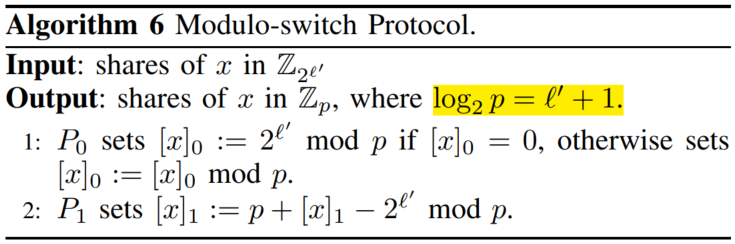 Algorithm 6 Modulo-switch Protocol.
Input: shares of x in ℤ_{2^{ℓ′}}
Output: shares of x in ℤ_p, where log₂ p = ℓ′ + 1.
1: P₀ sets [x]₀ := 2^{ℓ′} mod p if [x]₀ = 0, otherwise sets
[x]₀ := [x]₀ mod p.
2: P₁ sets [x]₁ := p + [x]₁ − 2^{ℓ′} mod p.